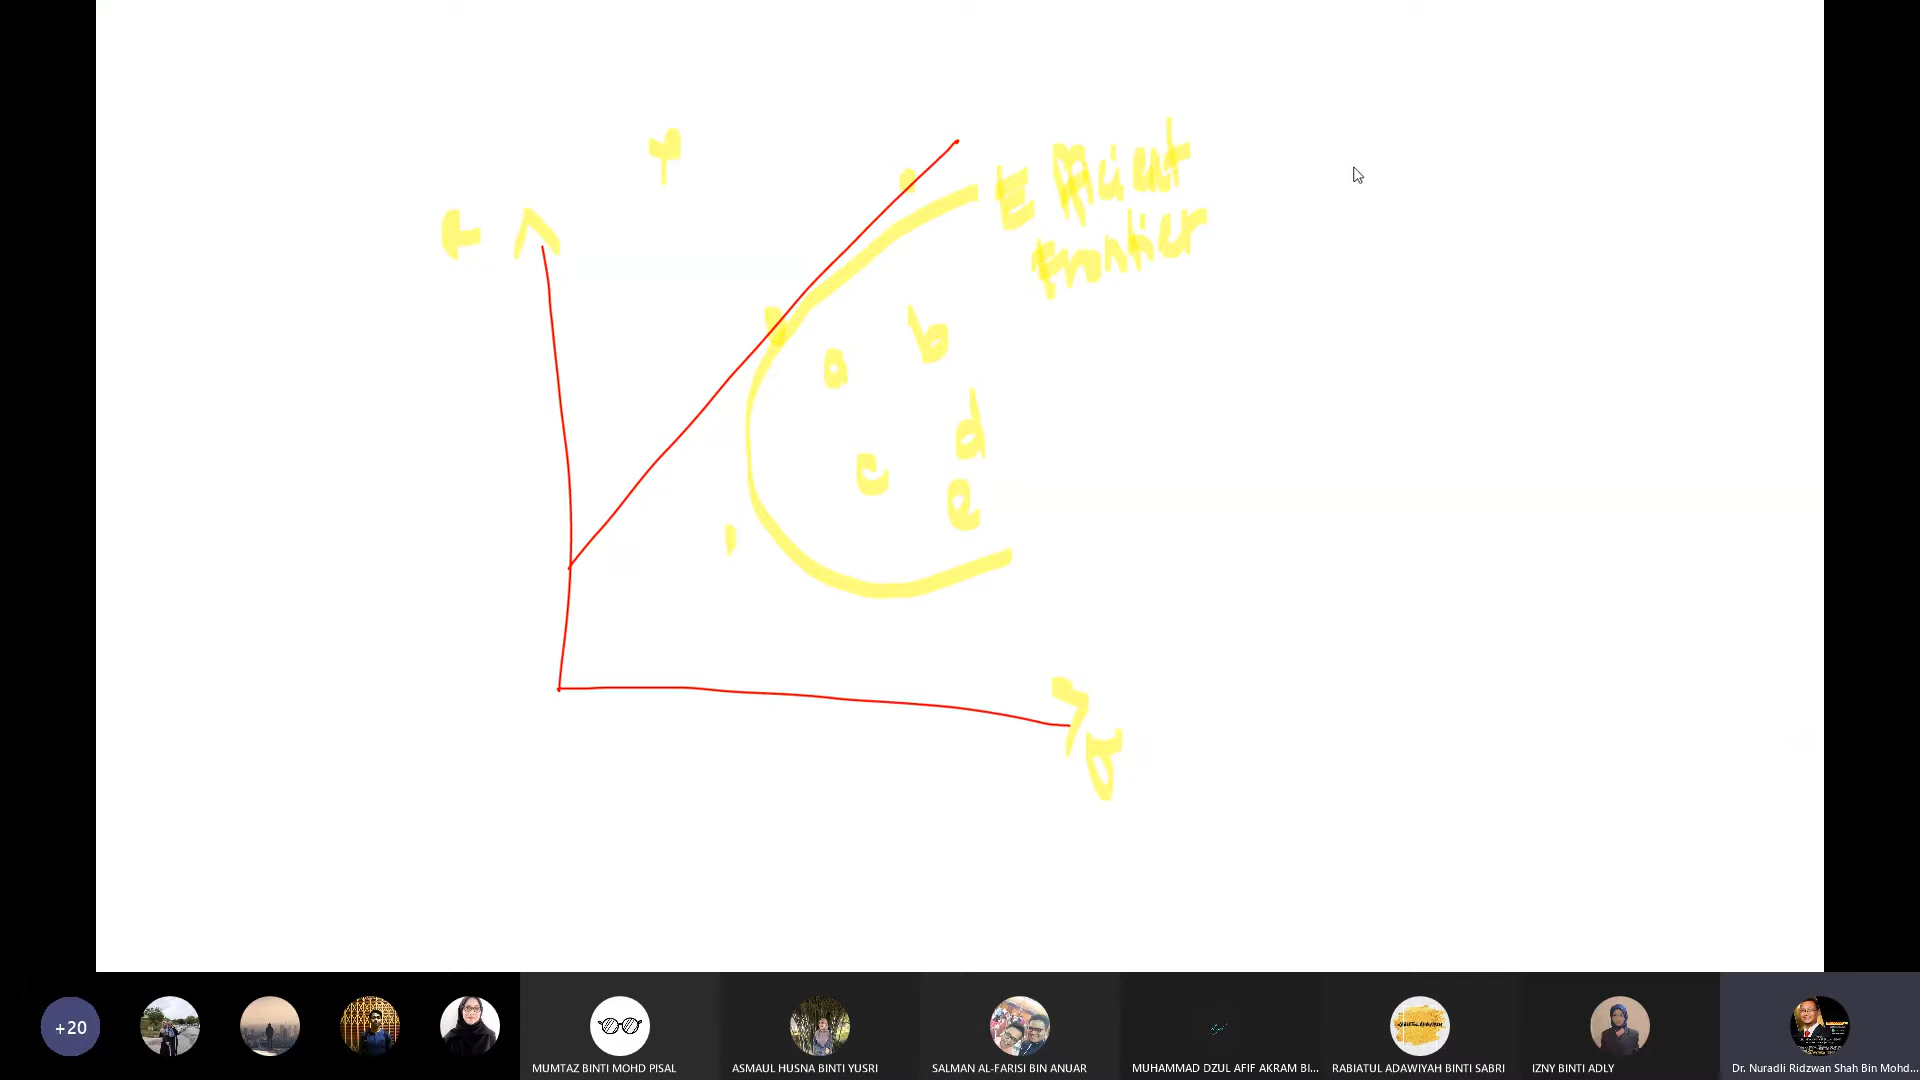 r
Efficient
frontier
a
b
d
c
e
σ
+20
MUMTAZ BINTI MOHD PISAL
ASMAUL HUSNA BINTI YUSRI
SALMAN AL-FARISI BIN ANUAR
MUHAMMAD DZUL AFIF AKRAM BI...
RABIATUL ADAWIYAH BINTI SABRI
IZNY BINTI ADLY
Dr. Nuradli Ridzwan Shah Bin Mohd...